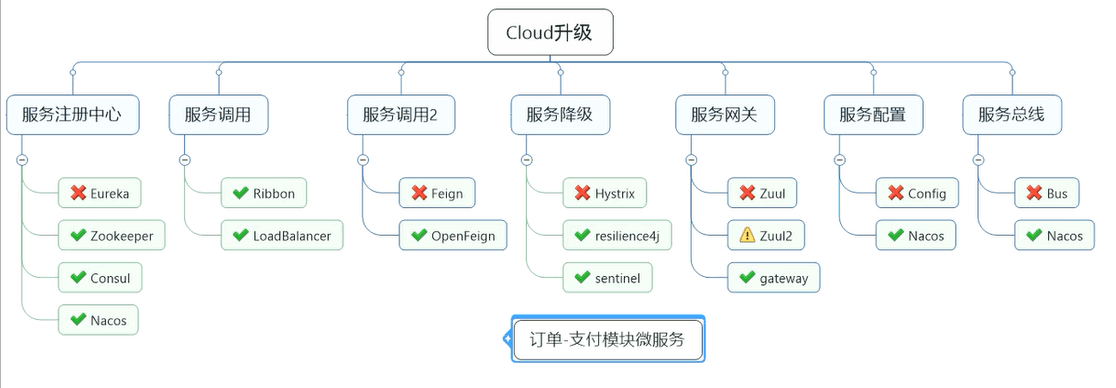 Cloud升级
服务注册中心
服务调用
服务调用2
服务降级
服务网关
服务配置
服务总线
Eureka
Zookeeper
Consul
Nacos
Ribbon
LoadBalancer
Feign
OpenFeign
Hystrix
resilience4j
sentinel
Zuul
Zuul2
gateway
Config
Nacos
Bus
Nacos
订单-支付模块微服务